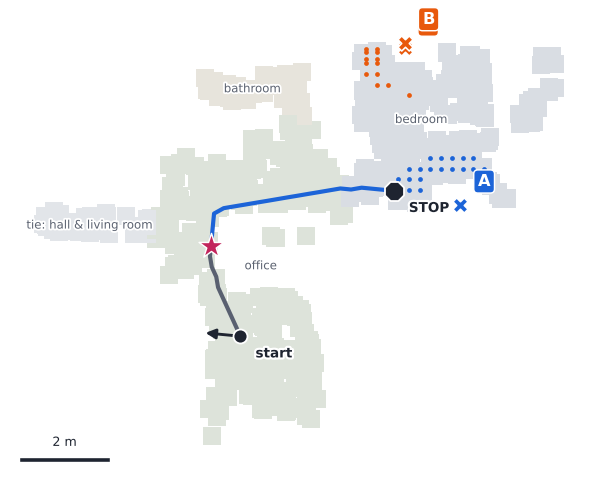 B
bathroom
bedroom
A
STOP
tie: hall & living room
office
start
2 m